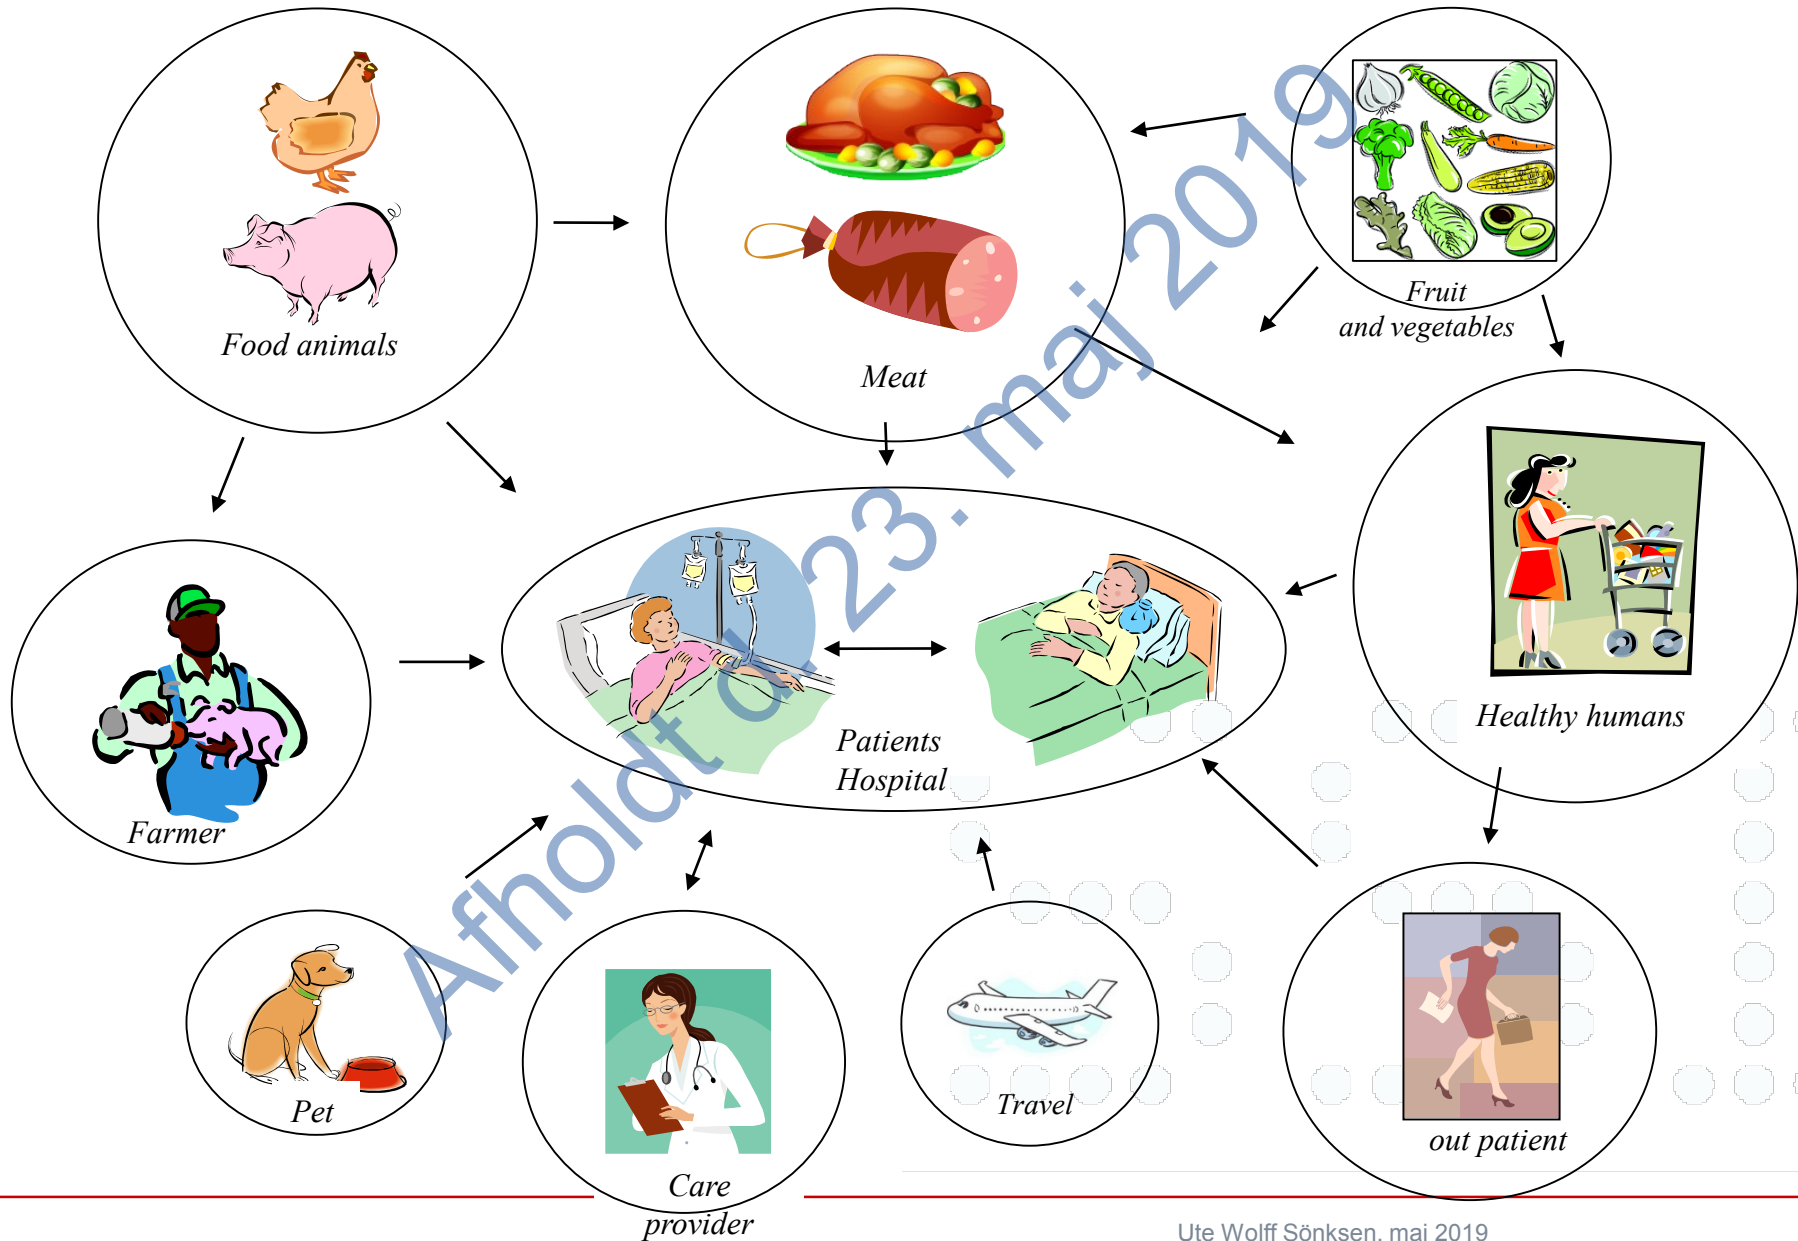 Food animals
Meat
Fruit
and vegetables
Farmer
Patients
Hospital
Healthy humans
Pet
Care
provider
Travel
out patient
Afholdt d. 23. maj 2019
Ute Wolff Sönksen, maj 2019